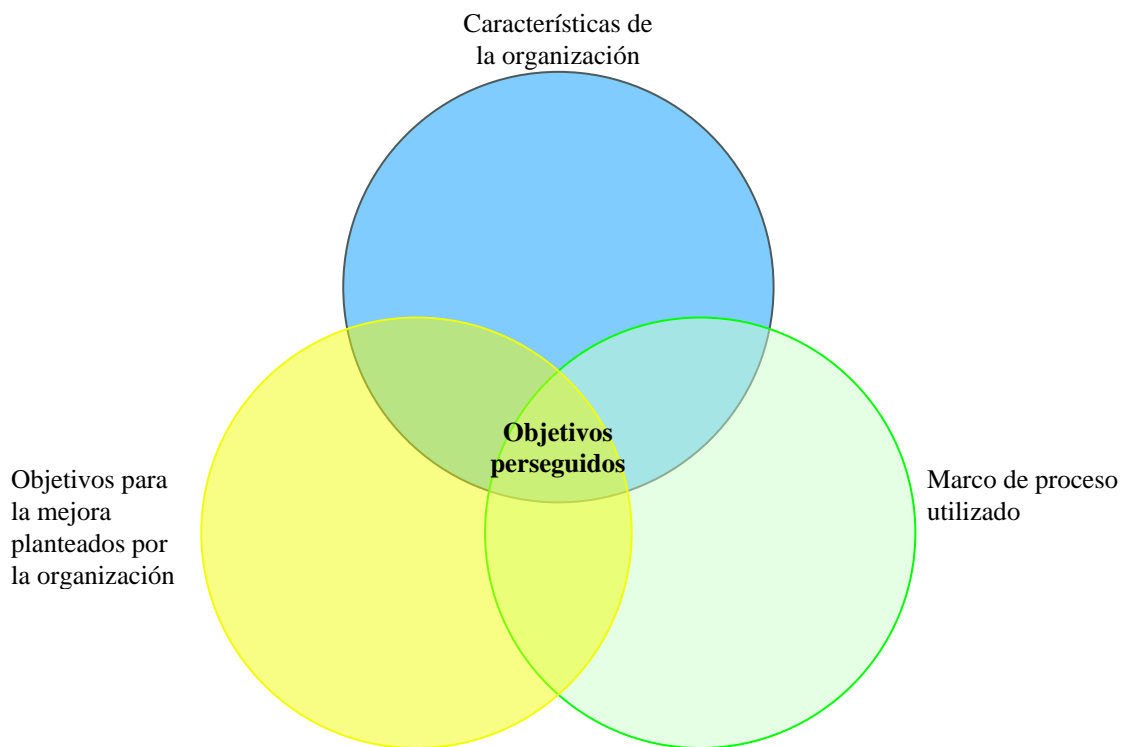 Características de
la organización
Objetivos
perseguidos
Objetivos para
la mejora
planteados por
la organización
Marco de proceso
utilizado